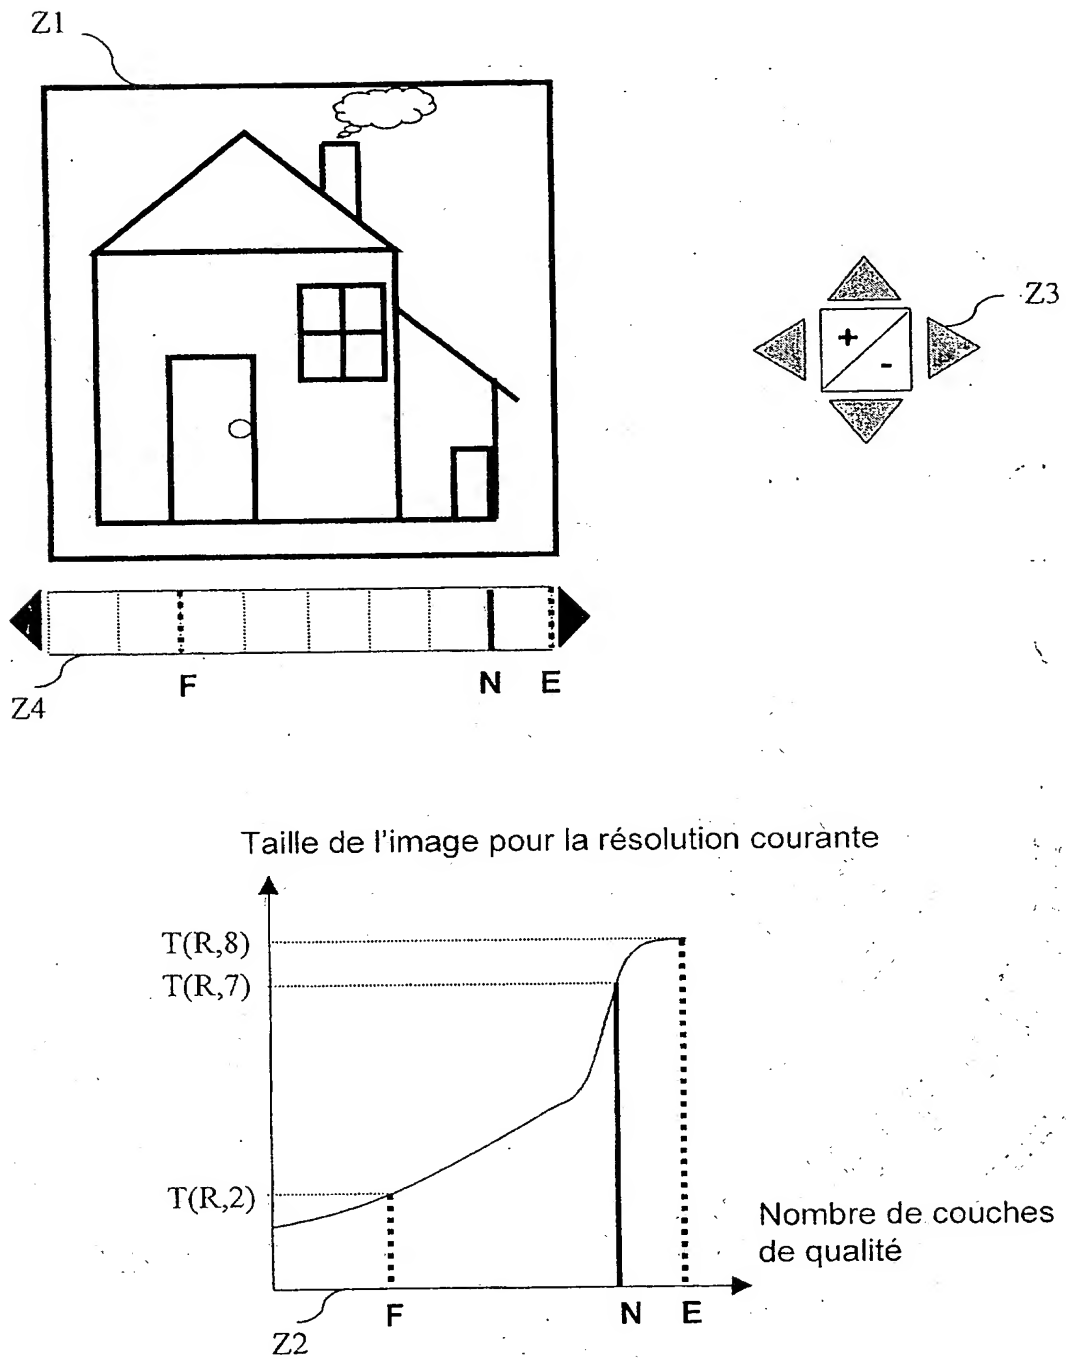 Z1
+
-
Z3
F
N
E
Z4
Taille de l'image pour la résolution courante
T(R,8)
T(R,7)
T(R,2)
Nombre de couches
de qualité
F
N
E
Z2